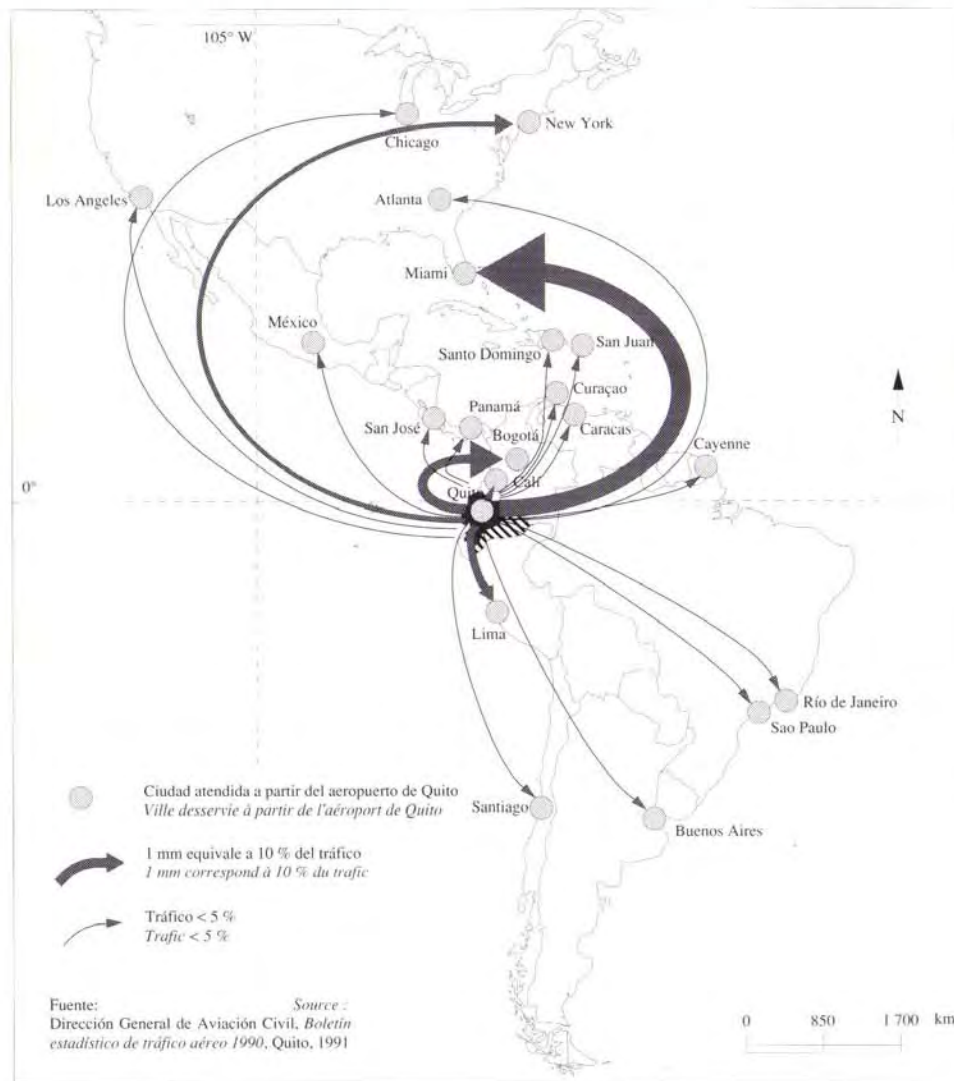 105° W
New York
Chicago
Los Angeles
Atlanta
Miami
México
Santo Domingo
San Juan
Curaçao
Panamá
San José
Caracas
Bogotá
N
Cayenne
Cali
0°
Quito
Lima
Río de Janeiro
Sao Paulo
Santiago
Buenos Aires
Ciudad atendida a partir del aeropuerto de Quito
Ville desservie à partir de l'aéroport de Quito
1 mm equivale a 10 % del tráfico
1 mm correspond à 10 % du trafic
Tráfico < 5 %
Trafic < 5 %
Fuente: Source :
Dirección General de Aviación Civil, Boletín
estadístico de tráfico aéreo 1990, Quito, 1991
0 850 1 700 km